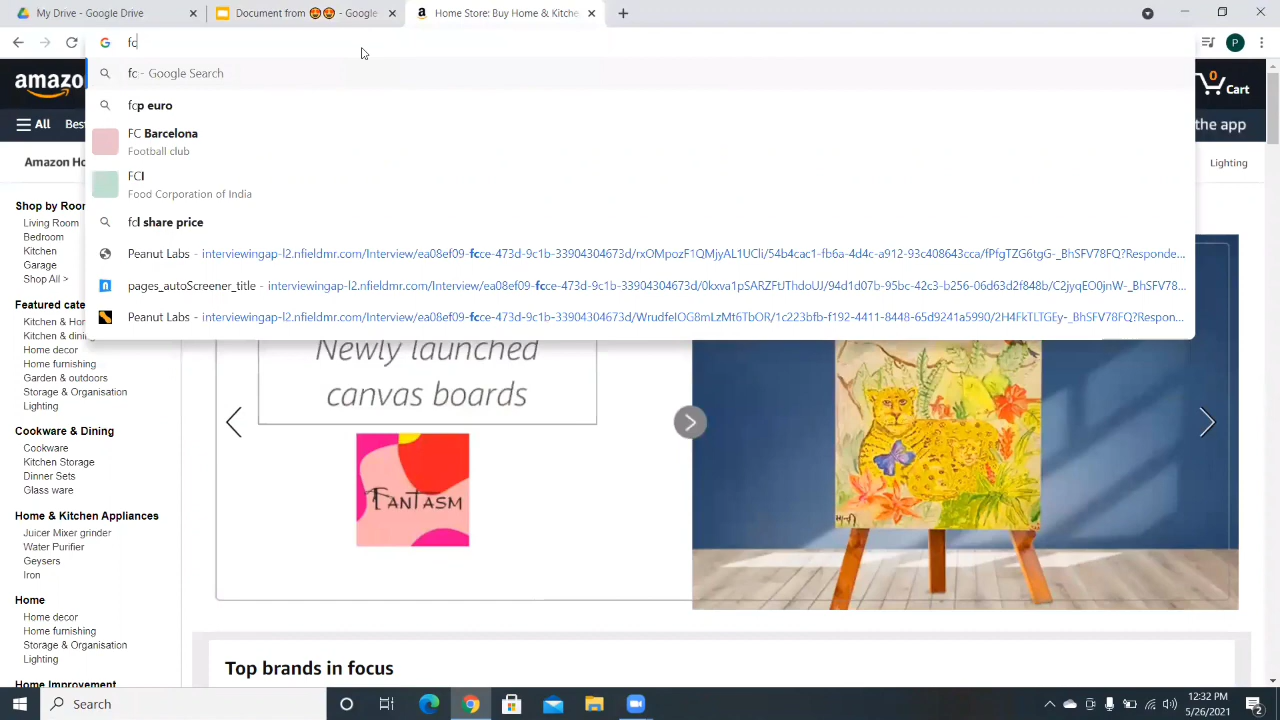 My Drive - Google Drive
Document from 😍😍 - Google
Home Store: Buy Home & Kitche
fc
fc - Google Search
amazo
0
Cart
fcp euro
All
Bes
the app
FC Barcelona
Football club
Amazon Ho
Lighting
FCI
Food Corporation of India
Shop by Roo
Living Room
Bedroom
Kitchen
Garage
Shop All >
fcl share price
Peanut Labs - interviewingap-l2.nfieldmr.com/Interview/ea08ef09-fcce-473d-9c1b-33904304673d/rxOMpozF1QMjyAL1UCli/54b4cac1-fb6a-4d4c-a912-93c408643cca/fPfgTZG6tgG-_BhSFV78FQ?Responde...
pages_autoScreener_title - interviewingap-l2.nfieldmr.com/Interview/ea08ef09-fcce-473d-9c1b-33904304673d/0kxva1pSARZFtJThdoUJ/94d1d07b-95bc-42c3-b256-06d63d2f848b/C2jyqEO0jnW-_BhSFV78...
Peanut Labs - interviewingap-l2.nfieldmr.com/Interview/ea08ef09-fcce-473d-9c1b-33904304673d/WrudfeIOG8mLzMt6TbOR/1c223bfb-f192-4411-8448-65d9241a5990/2H4FkTLTGEy-_BhSFV78FQ?Respon...
Featured cate
Kitchen & Hom
Kitchen & dining
Home decor
Home furnishing
Garden & outdoors
Storage & Organisation
Lighting
Newly launched
canvas boards
FANTASM
Cookware & Dining
Cookware
Kitchen Storage
Dinner Sets
Glass ware
Home & Kitchen Appliances
Juicer Mixer grinder
Water Purifier
Geysers
Iron
Home
Home decor
Home furnishing
Storage & Organisation
Lighting
Home Improvement
Top brands in focus
Search
12:32 PM
5/26/2021
2
P